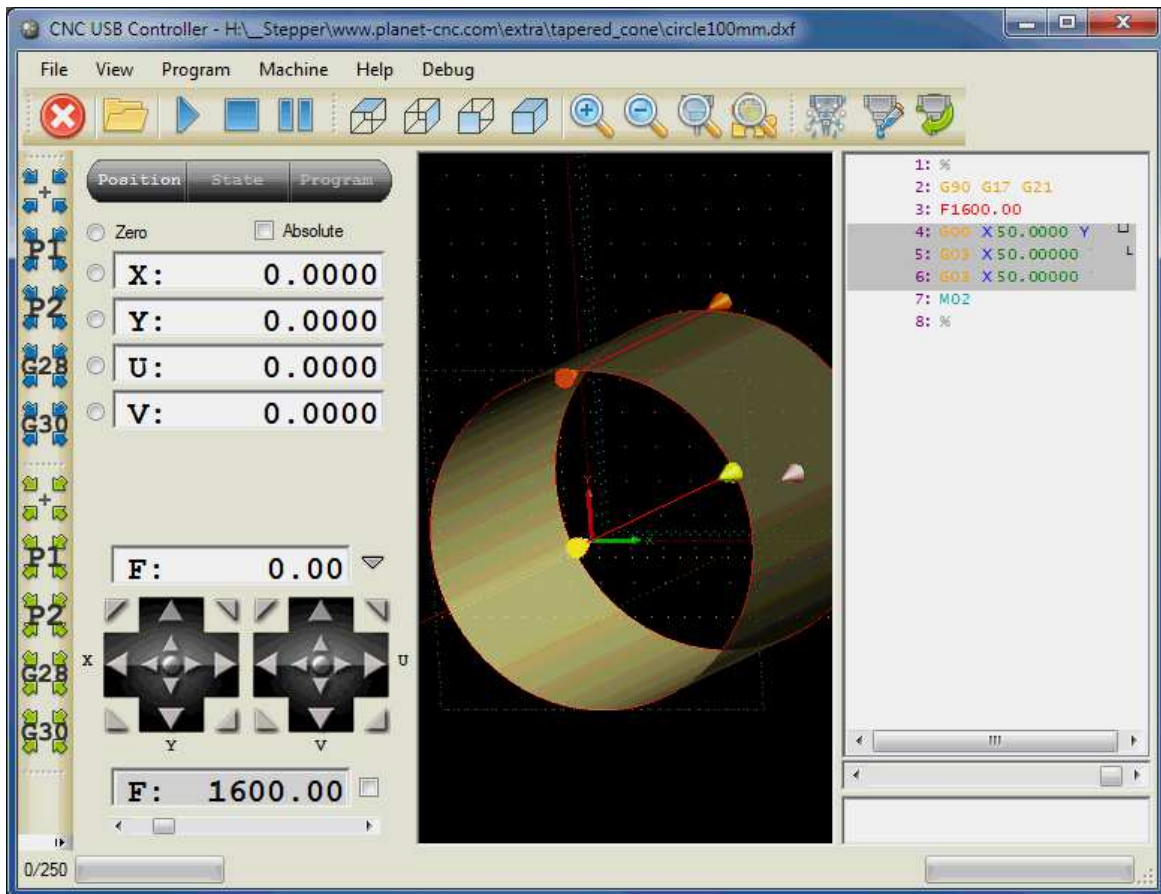 CNC USB Controller - H:\__Stepper\www.planet-cnc.com\extra\tapered_cone\circle100mm.dxf
File View Program Machine Help Debug
Position State Program
Zero Absolute
X: 0.0000
Y: 0.0000
U: 0.0000
V: 0.0000
P1
P2
G28
G30
P1
P2
G28
G30
F: 0.00
X
U
Y V
F: 1600.00
0/250
Y
X
1: %
2: G90 G17 G21
3: F1600.00
4: G00 X50.0000 Y
5: G03 X50.00000
6: G03 X50.00000
7: M02
8: %